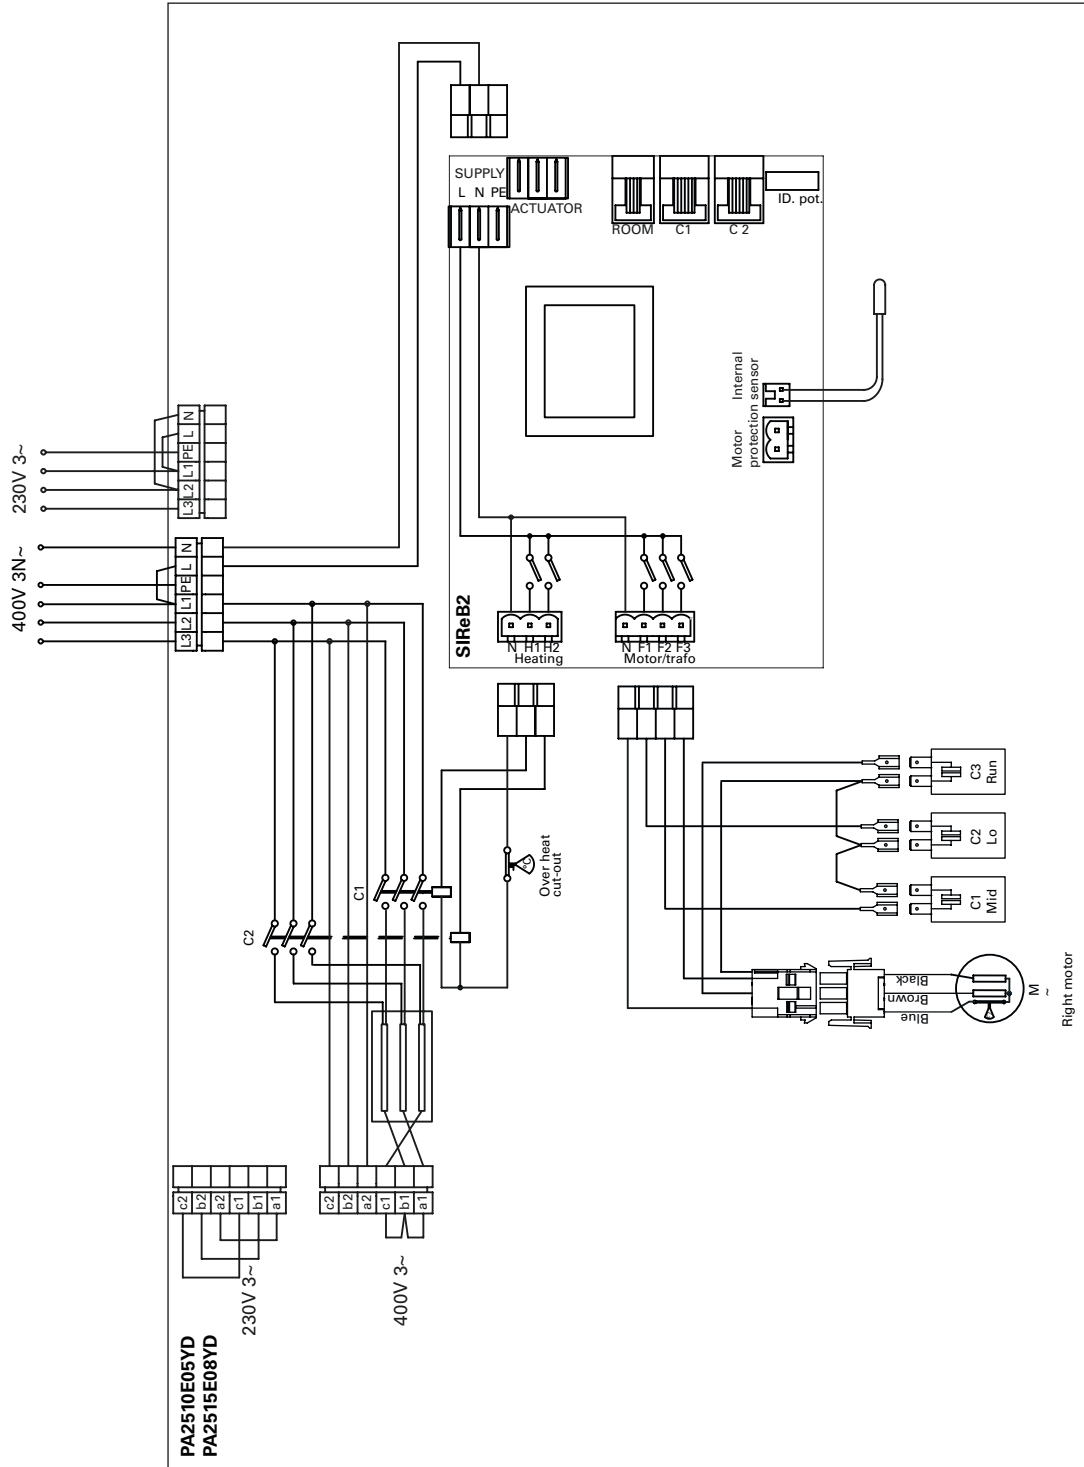 SUPPLY
L N PE
ACTUATOR
ROOM
C1
C 2
ID. pot.
230V 3~
L3 L2 L1 PE L N
400V 3N~
L3 L2 L1 PE L N
Motor protection sensor
Internal
SIReB2
N H1 H2
Heating
N F1 F2 F3
Motor/trafo
C1
C2
°C
Over heat
cut-out
C3
Run
C2
Lo
C1
Mid
Black
Brown
Blue
M
~
Right motor
c2
b2
a2
c1
b1
a1
230V 3~
c2
b2
a2
c1
b1
a1
400V 3~
PA2510E05YD
PA2515E08YD